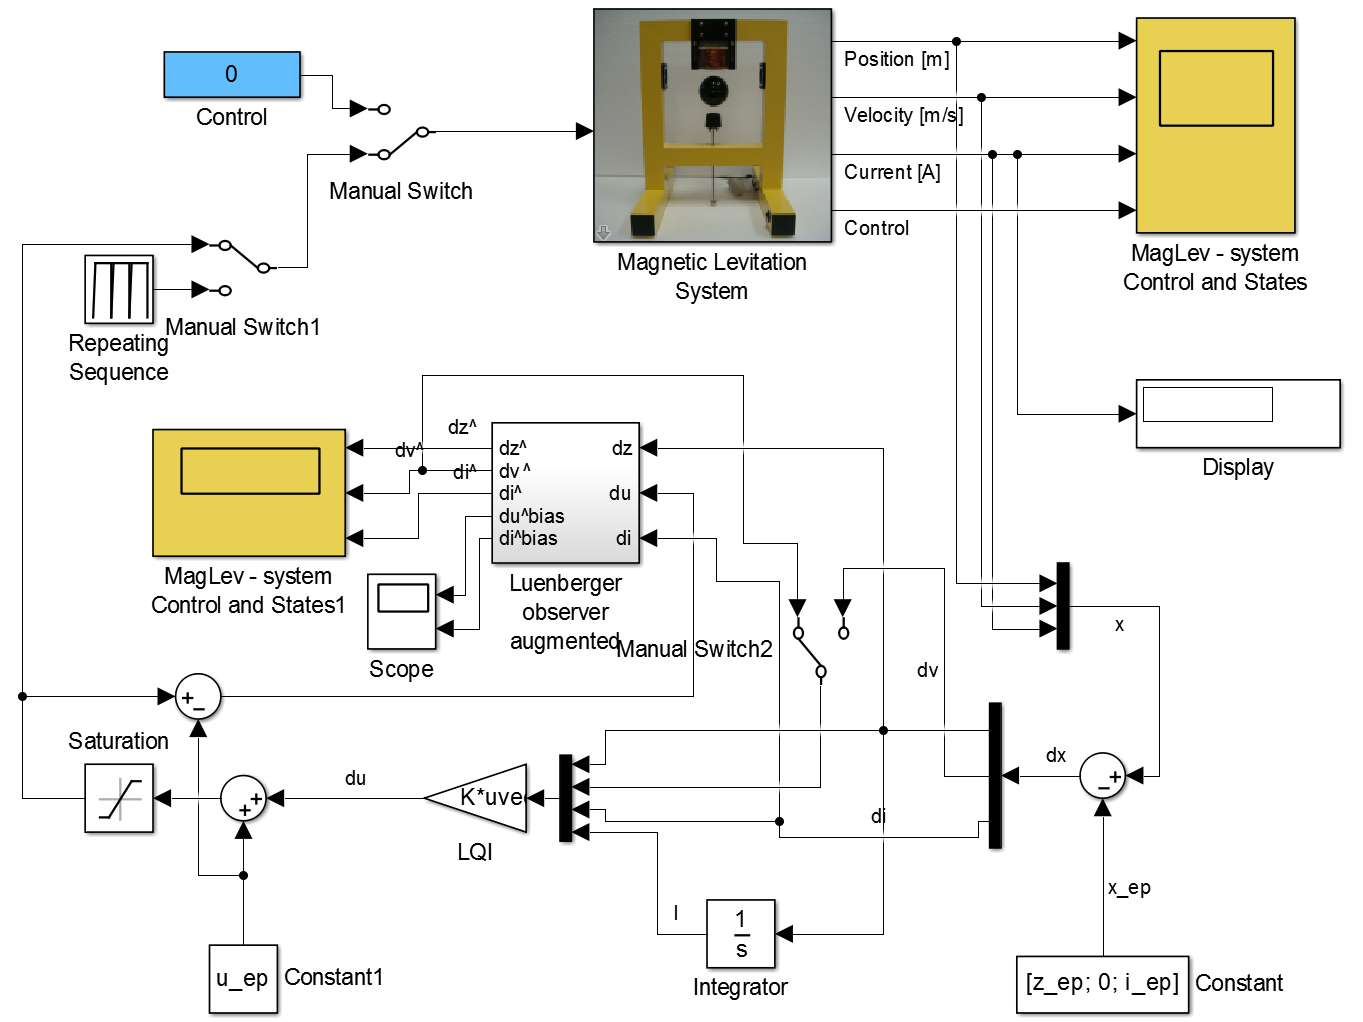 0
Control
Manual Switch
Position [m]
Velocity [m/s]
Current [A]
Control
Magnetic Levitation
System
MagLev - system
Control and States
Repeating
Sequence
Manual Switch1
Display
dz^
dv^
di^
dz^
dv ^
di^
du^bias
di^bias
dz
du
di
MagLev - system
Control and States1
Scope
Luenberger
observer
augmented
Manual Switch2
x
dv
dx
+
−
Saturation
+
−
+
+
du
K*uve
LQI
di
x_ep
I
1
s
Integrator
u_ep
Constant1
[z_ep; 0; i_ep]
Constant